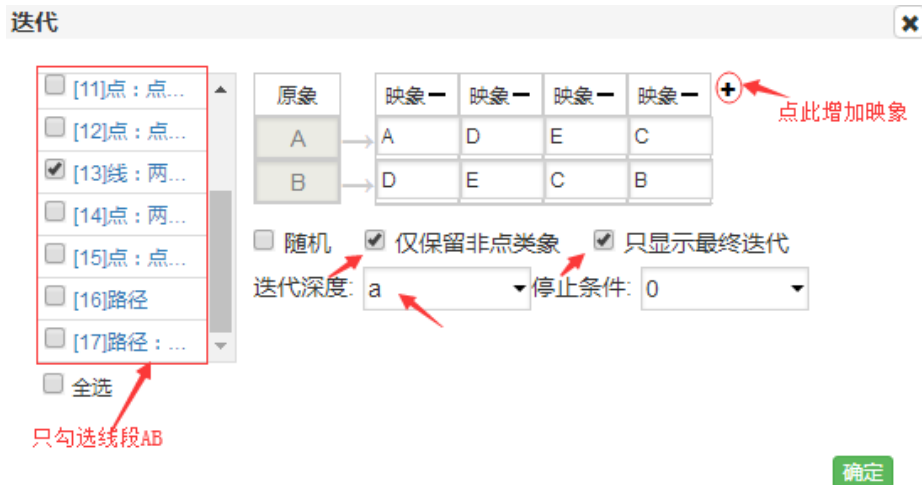 迭代
[11]点：点...
[12]点：点...
[13]线：两...
[14]点：两...
[15]点：点...
[16]路径
[17]路径：...
全选
只勾选线段AB
原象 映象 映象 映象 映象
点此增加映象
A A D E C
B D E C B
随机 仅保留非点类象 只显示最终迭代
迭代深度: a 停止条件: 0
确定